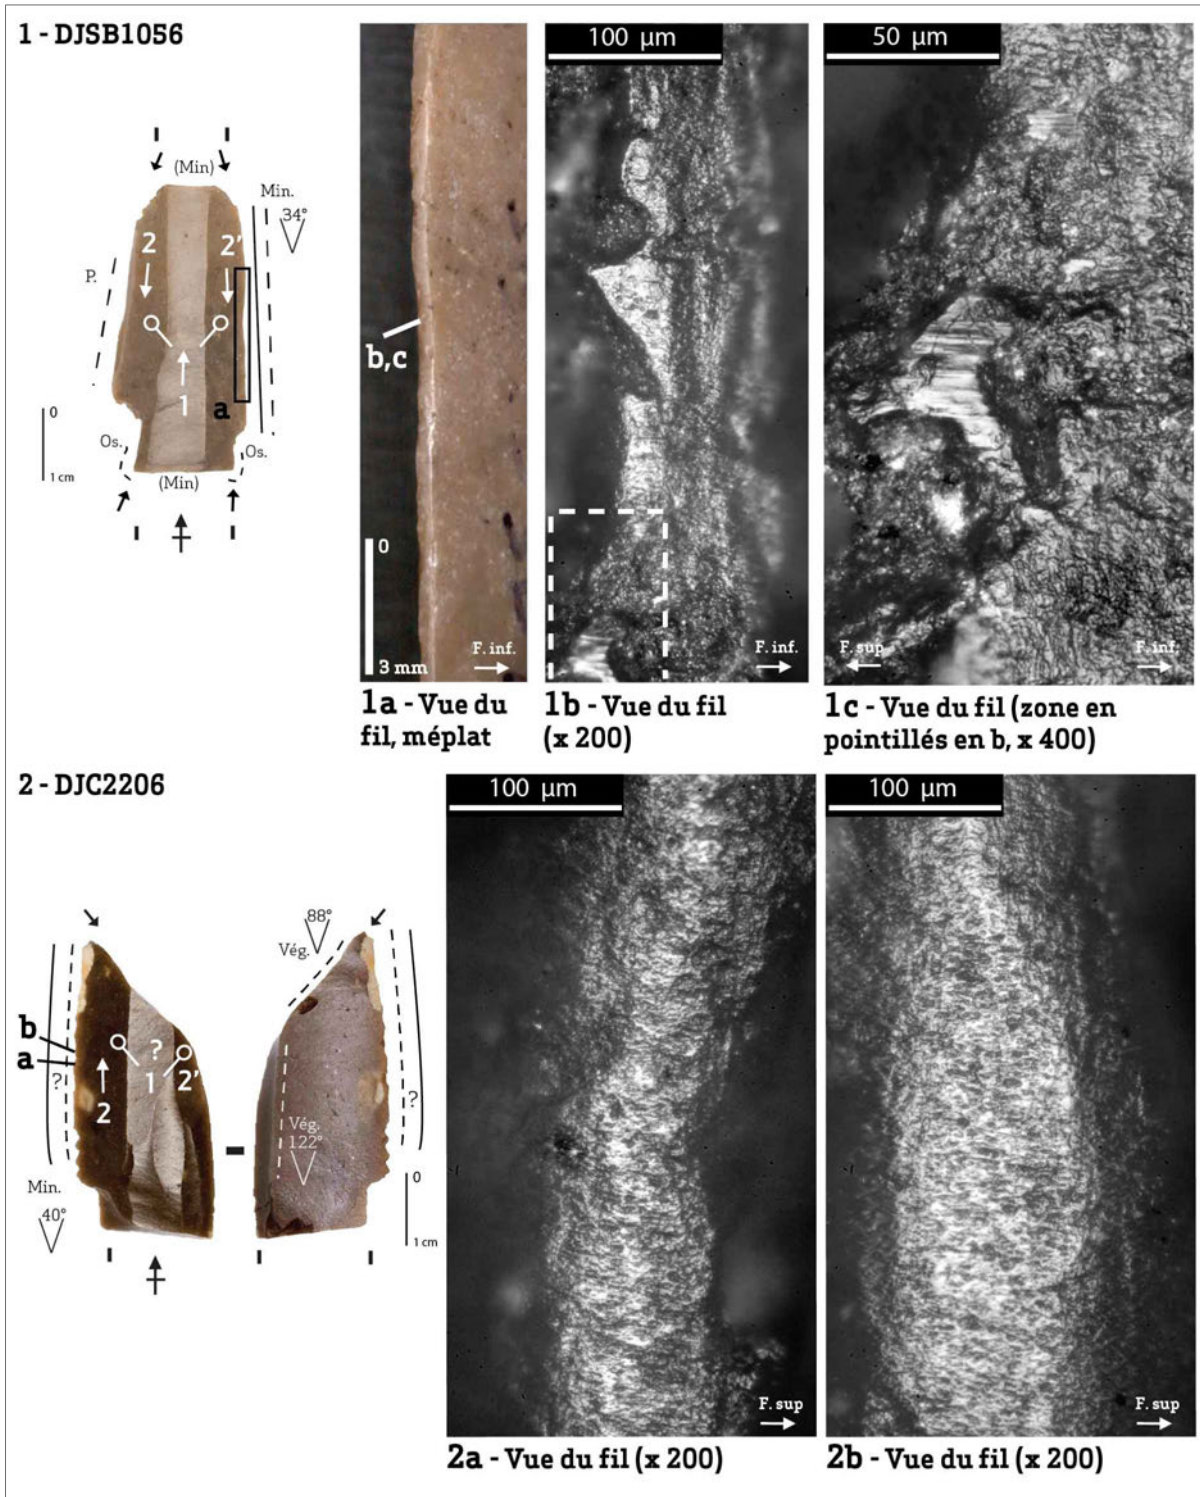 1 - DJSB1056
(Min)
Min.
34°
2
2'
P.
1
a
0
1 cm
Os.
Os.
(Min)
b,c
0
3 mm
F. inf.
1a - Vue du
fil, méplat
100 µm
F. inf.
1b - Vue du fil
(x 200)
50 µm
F. sup
F. inf.
1c - Vue du fil (zone en
pointillés en b, x 400)
2 - DJC2206
88°
Vég.
b
a
?
?
2
1
2'
?
Vég.
122°
Min.
40°
0
1 cm
100 µm
F. sup
2a - Vue du fil (x 200)
100 µm
F. sup
2b - Vue du fil (x 200)